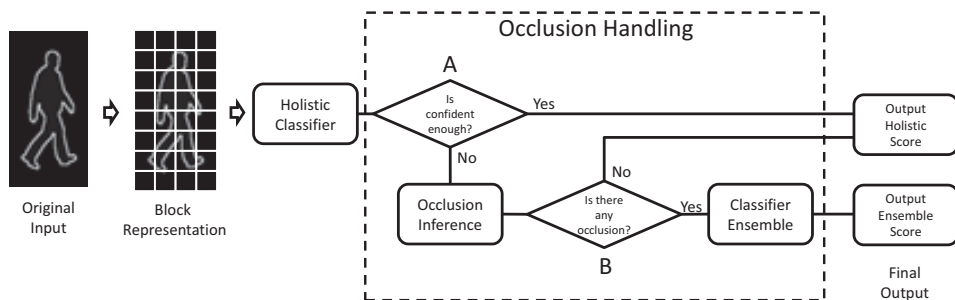 Occlusion Handling
Original
Input
Block
Representation
Holistic
Classifier
A
Is
confident
enough?
Yes
No
Occlusion
Inference
Is there
any
occlusion?
B
No
Yes
Classifier
Ensemble
Output
Holistic
Score
Output
Ensemble
Score
Final
Output